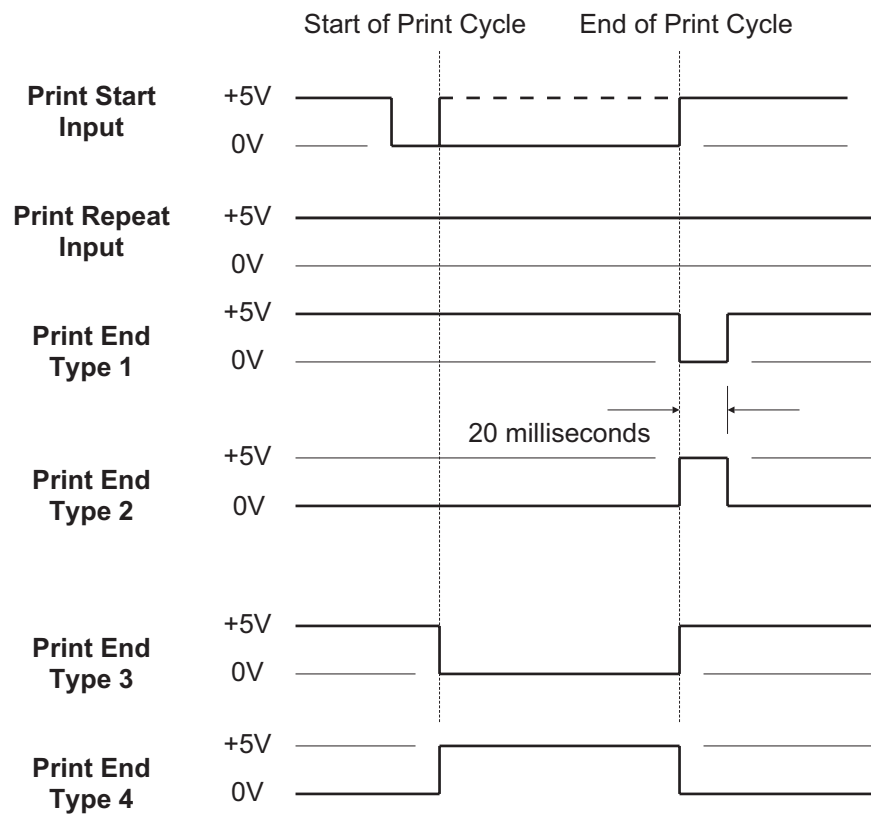 Start of Print Cycle End of Print Cycle
Print Start
Input
+5V
0V
Print Repeat
Input
+5V
0V
Print End
Type 1
+5V
0V
20 milliseconds
Print End
Type 2
+5V
0V
Print End
Type 3
+5V
0V
Print End
Type 4
+5V
0V